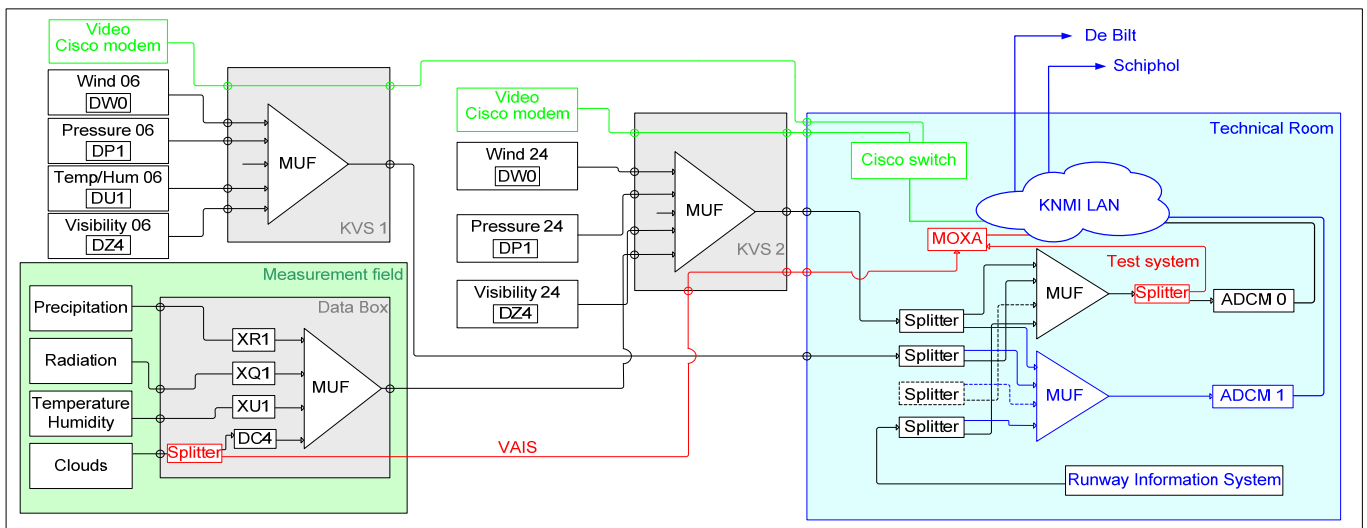 Video
Cisco modem
Wind 06
DW0
Pressure 06
DP1
Temp/Hum 06
DU1
Visibility 06
DZ4
MUF
KVS 1
Video
Cisco modem
Wind 24
DW0
Pressure 24
DP1
Visibility 24
DZ4
MUF
KVS 2
Measurement field
Data Box
Precipitation
Radiation
Temperature
Humidity
Clouds
XR1
XQ1
XU1
DC4
Splitter
MUF
VAIS
De Bilt
Schiphol
Technical Room
Cisco switch
KNMI LAN
MOXA
Test system
MUF
Splitter
ADCM 0
Splitter
Splitter
Splitter
Splitter
MUF
ADCM 1
Runway Information System